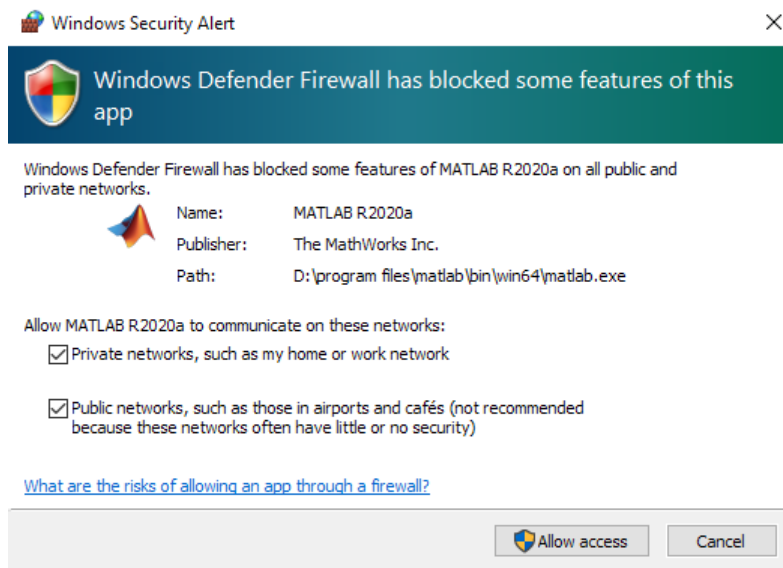 Windows Security Alert
Windows Defender Firewall has blocked some features of this
app
Windows Defender Firewall has blocked some features of MATLAB R2020a on all public and
private networks.
Name: MATLAB R2020a
Publisher: The MathWorks Inc.
Path: D:\program files\matlab\bin\win64\matlab.exe
Allow MATLAB R2020a to communicate on these networks:
Private networks, such as my home or work network
Public networks, such as those in airports and cafés (not recommended
because these networks often have little or no security)
What are the risks of allowing an app through a firewall?
Allow access Cancel